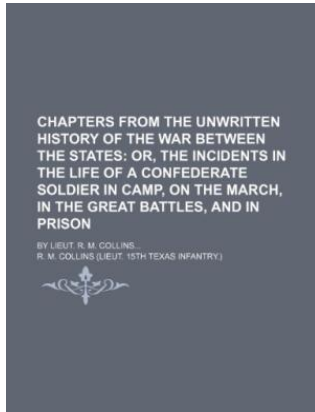 CHAPTERS FROM THE UNWRITTEN
HISTORY OF THE WAR BETWEEN
THE STATES: OR, THE INCIDENTS IN
THE LIFE OF A CONFEDERATE
SOLDIER IN CAMP, ON THE MARCH,
IN THE GREAT BATTLES, AND IN
PRISON
BY LIEUT. R. M. COLLINS...
R. M. COLLINS (LIEUT. 15TH TEXAS INFANTRY.)